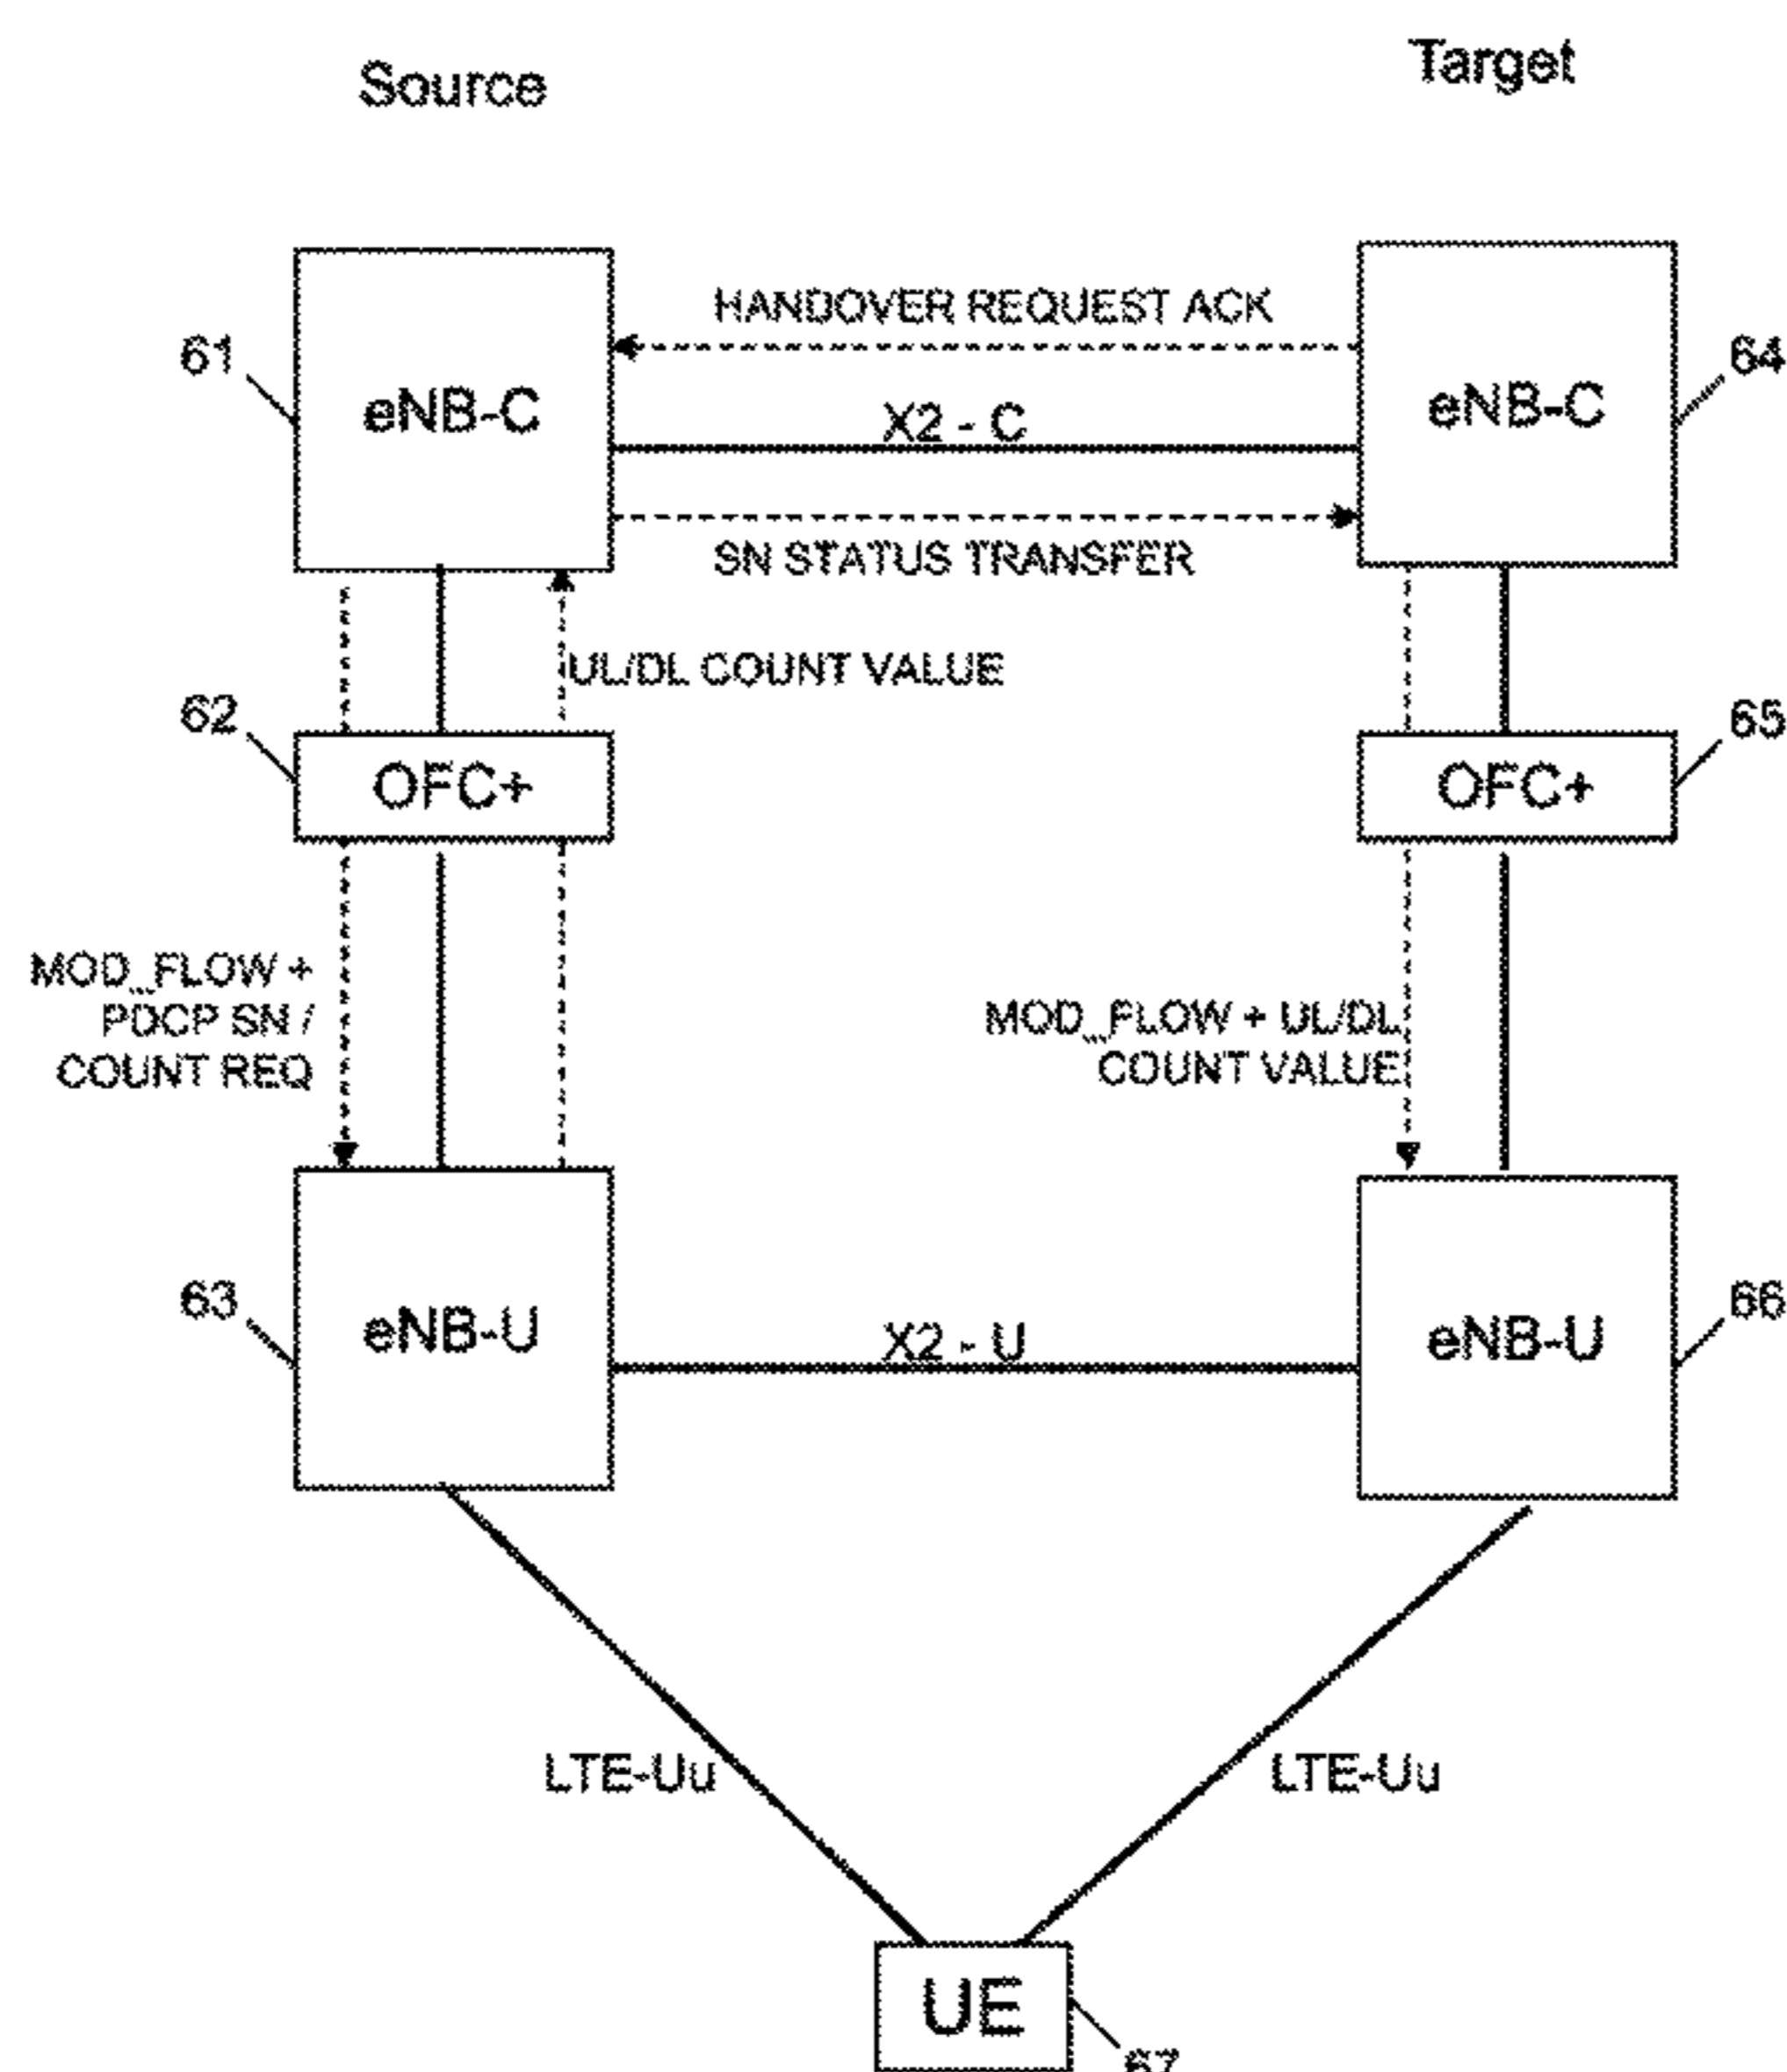 Source
Target
HANDOVER REQUEST ACK
61
64
eNB-C
eNB-C
X2 - C
SN STATUS TRANSFER
UL/DL COUNT VALUE
62
65
OFC+
OFC+
MOD_FLOW +
PDCP SN /
COUNT REQ
MOD_FLOW + UL/DL
COUNT VALUE
63
66
eNB-U
eNB-U
X2 - U
LTE-Uu
LTE-Uu
UE
67